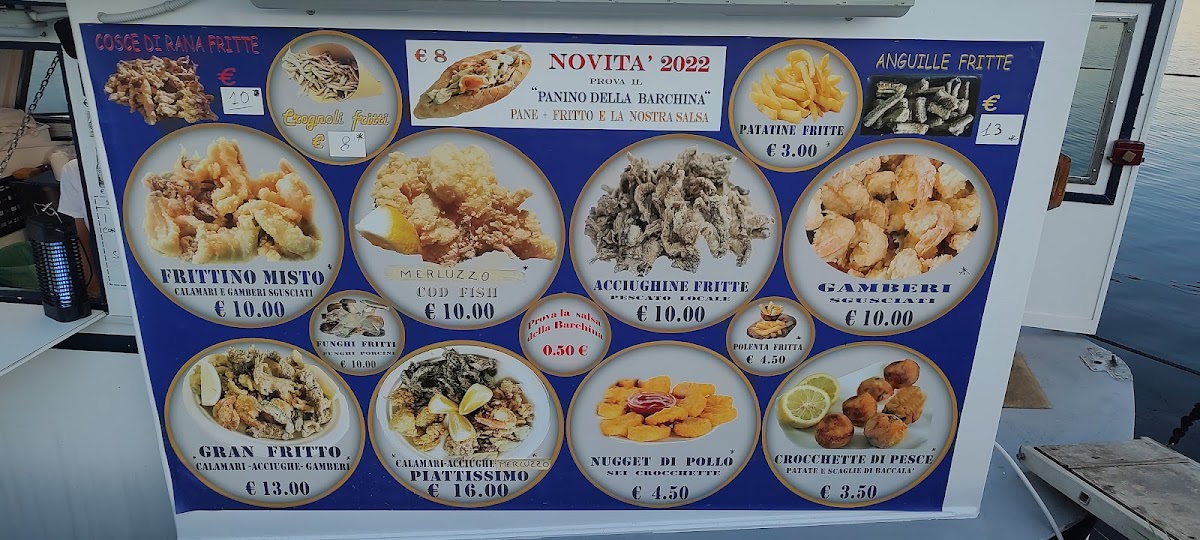 COSCE DI RANA FRITTE
€
10 *
Crognoli fritti
€ 8 *
€ 8
NOVITA' 2022
PROVA IL
"PANINO DELLA BARCHINA"
PANE + FRITTO E LA NOSTRA SALSA
PATATINE FRITTE
€ 3.00
*
ANGUILLE FRITTE
€
13 *
FRITTINO MISTO *
CALAMARI E GAMBERI SGUSCIATI
€ 10.00
MERLUZZO *
COD FISH
€ 10.00
ACCIUGHINE FRITTE
PESCATO LOCALE
€ 10.00
GAMBERI *
SGUSCIATI
€ 10.00
FUNGHI FRITTI
FUNGHI PORCINI
€ 10.00
Prova la salsa
della Barchina
0.50 €
POLENTA FRITTA
€ 4.50
*
GRAN FRITTO *
CALAMARI-ACCIUGHE-GAMBERI
€ 13.00
CALAMARI-ACCIUGHE-MERLUZZO
PIATTISSIMO
€ 16.00
NUGGET DI POLLO *
SEI CROCCHETTE
€ 4.50
CROCCHETTE DI PESCE *
PATATE E SCAGLIE DI BACCALA'
€ 3.50